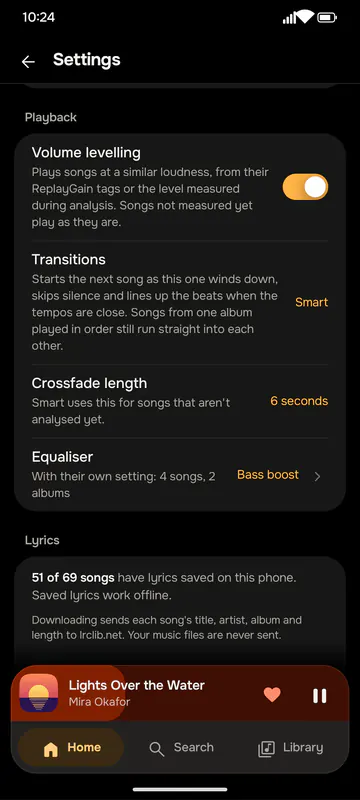 10:24
Settings
Playback
Volume levelling
Plays songs at a similar loudness, from their
ReplayGain tags or the level measured
during analysis. Songs not measured yet
play as they are.
Transitions
Starts the next song as this one winds down,
skips silence and lines up the beats when the
tempos are close. Songs from one album
played in order still run straight into each
other.
Smart
Crossfade length
Smart uses this for songs that aren't
analysed yet.
6 seconds
Equaliser
With their own setting: 4 songs, 2
albums
Bass boost
Lyrics
51 of 69 songs have lyrics saved on this phone.
Saved lyrics work offline.
Downloading sends each song's title, artist, album and
length to lrclib.net. Your music files are never sent.
Lights Over the Water
Mira Okafor
Home
Search
Library